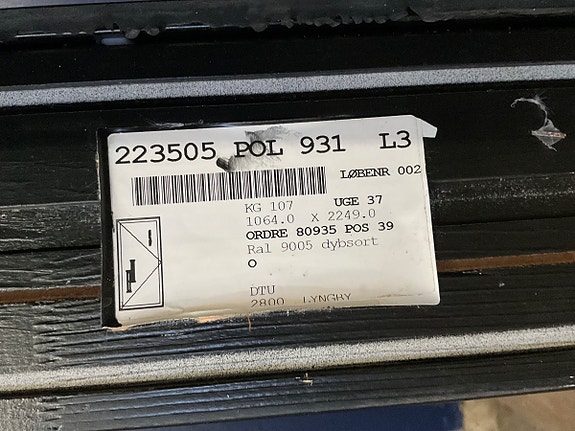 223505 POL 931 L3
LØBENR 002
KG 107 UGE 37
1064.0 X 2249.0
ORDRE 80935 POS 39
Ral 9005 dybsort
O
DTU
2800 LYNGBY